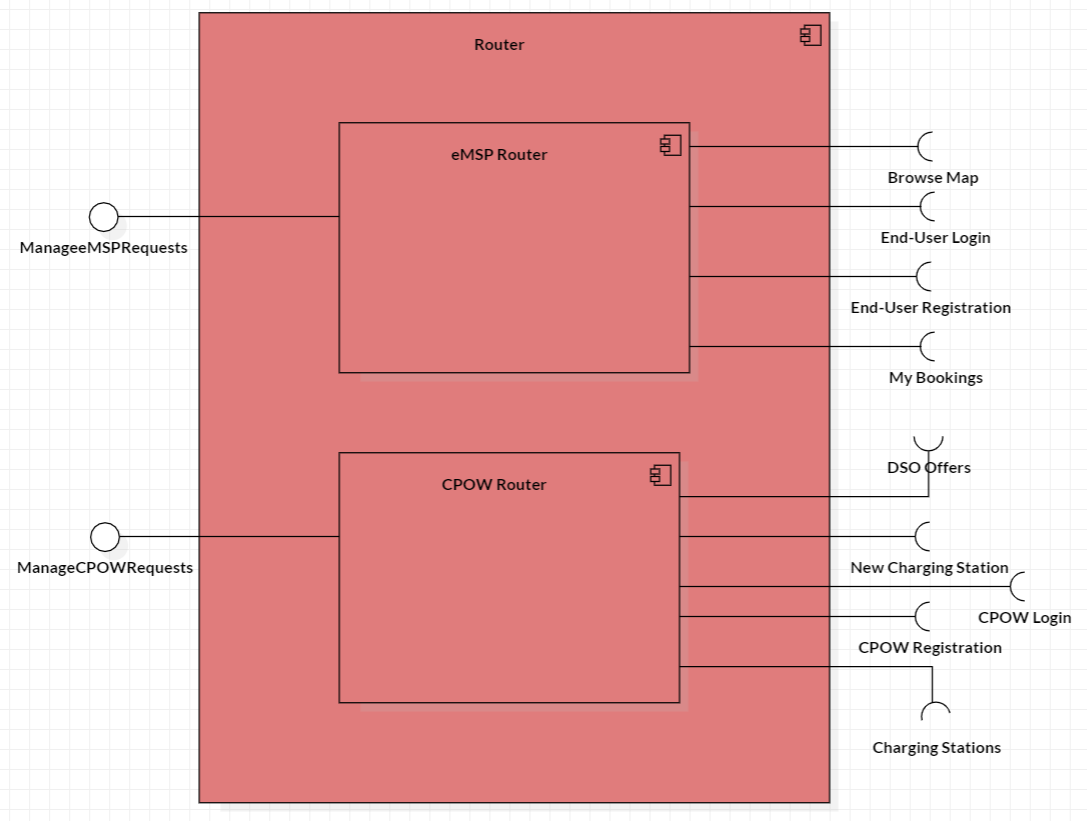 Router
eMSP Router
Browse Map
End-User Login
ManageeMSPRequests
End-User Registration
My Bookings
DSO Offers
CPOW Router
ManageCPOWRequests
New Charging Station
CPOW Login
CPOW Registration
Charging Stations